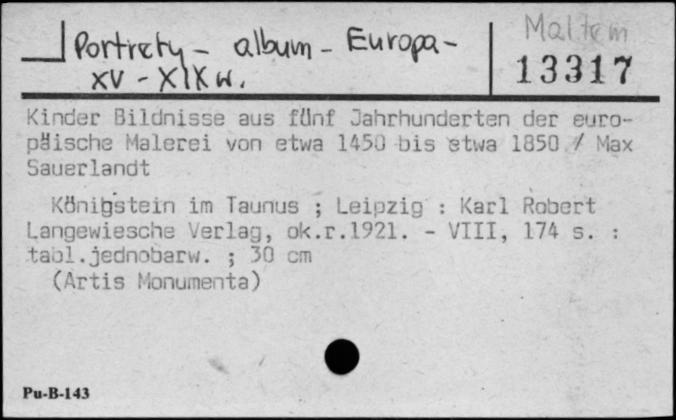 Portrety - album - Europa -
XV - XIX w.
13317
Kinder Bildnisse aus fünf Jahrhunderten der euro-
päische Malerei von etwa 1450 bis etwa 1850 / Max
Sauerlandt
Königstein im Taunus ; Leipzig : Karl Robert
Langewiesche Verlag, ok.r.1921. - VIII, 174 s. :
tabl.jednobarw. ; 30 cm
(Artis Monumenta)
Pu-B-143